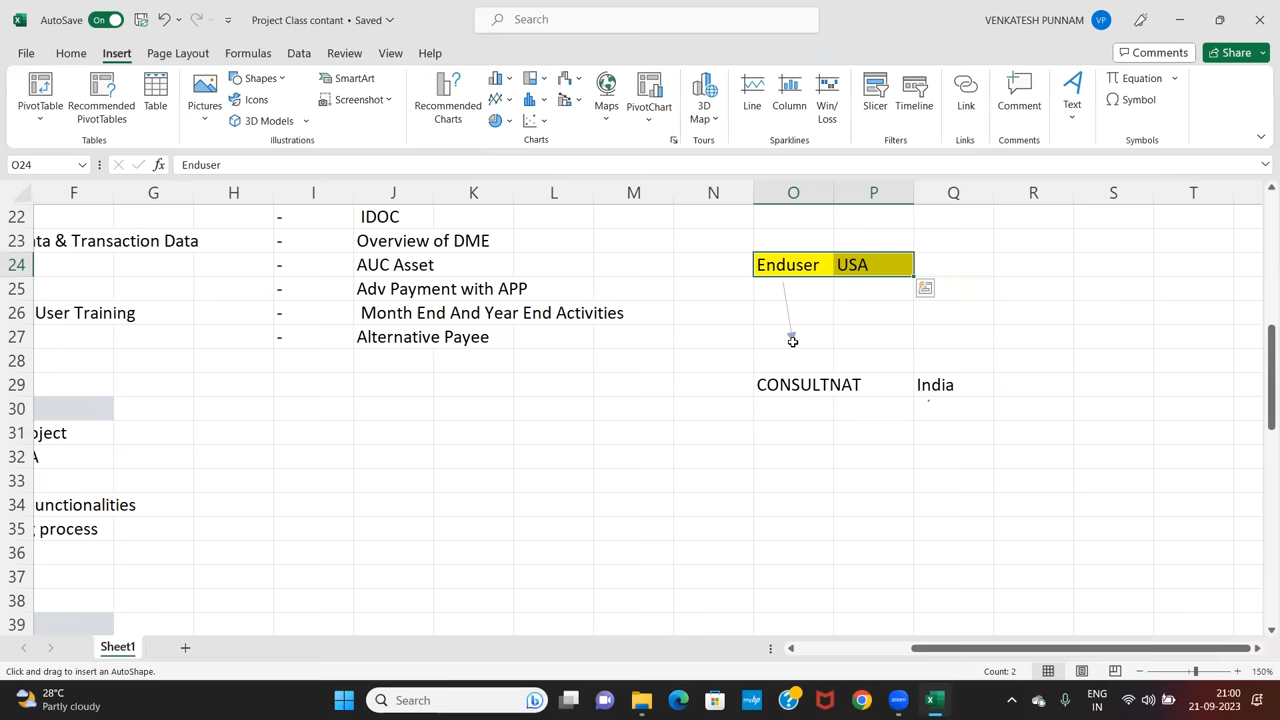 AutoSave On Project Class contant • Saved Search VENKATESH PUNNAM VP
File Home Insert Page Layout Formulas Data Review View Help Comments Share
PivotTable Recommended PivotTables Table Pictures Shapes Icons 3D Models SmartArt Screenshot Recommended Charts Maps PivotChart 3D Map Line Column Win/Loss Slicer Timeline Link Comment Text Equation Symbol
Tables Illustrations Charts Tours Sparklines Filters Links Comments Symbols
O24 fx Enduser
F G H I J K L M N O P Q R S T
22 - IDOC
23 ata & Transaction Data - Overview of DME
24 - AUC Asset Enduser USA
25 - Adv Payment with APP
26 User Training - Month End And Year End Activities
27 - Alternative Payee
28
29 CONSULTNAT India
30
31 oject
32 A
33
34 unctionalities
35 process
36
37
38
39
Sheet1
Click and drag to insert an AutoShape. Count: 2 150%
28°C
Partly cloudy
Search
ENG
IN
21:00
21-09-2023